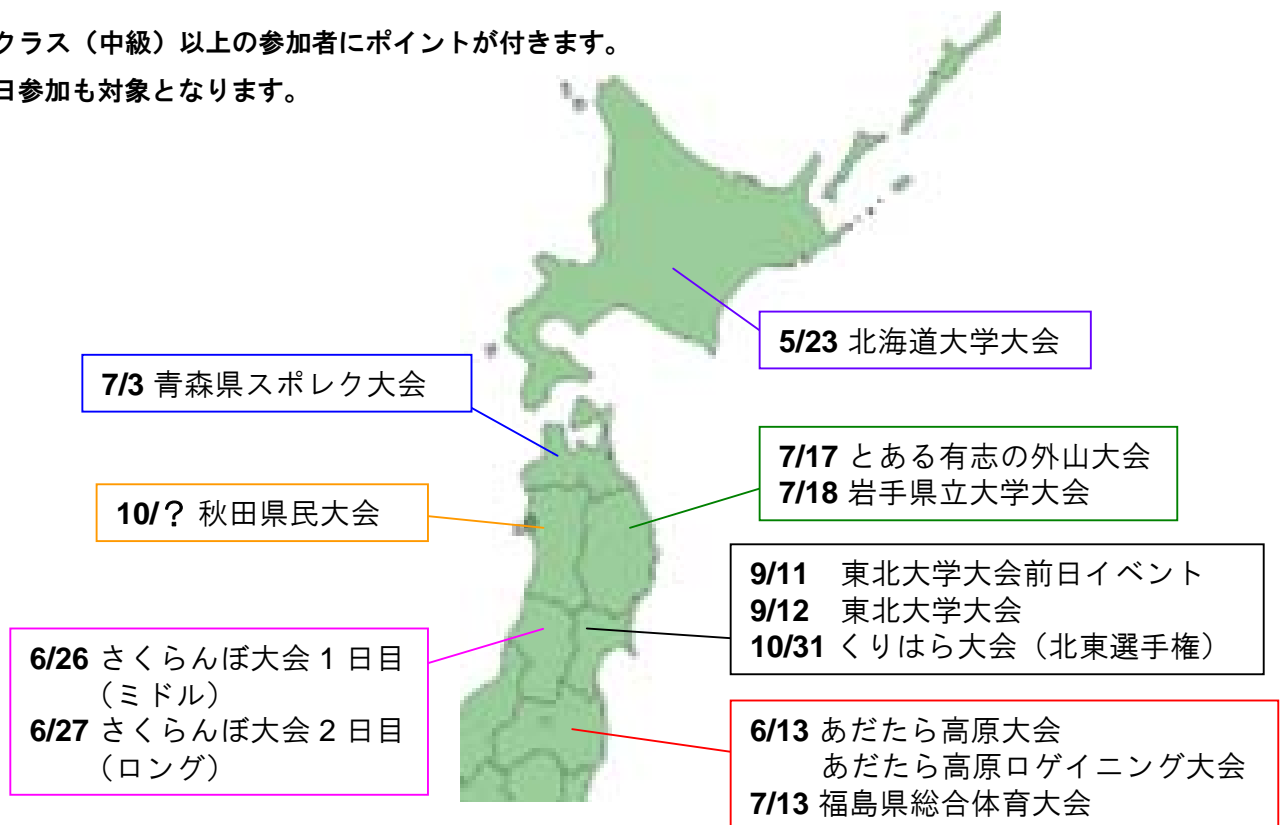 クラス（中級）以上の参加者にポイントが付きます。
日参加も対象となります。
5/23 北海道大学大会
7/3 青森県スポレク大会
7/17 とある有志の外山大会
7/18 岩手県立大学大会
10/？ 秋田県民大会
9/11 東北大学大会前日イベント
9/12 東北大学大会
10/31 くりはら大会（北東選手権）
6/26 さくらんぼ大会 1 日目
（ミドル）
6/27 さくらんぼ大会 2 日目
（ロング）
6/13 あだたら高原大会
あだたら高原ロゲイニング大会
7/13 福島県総合体育大会